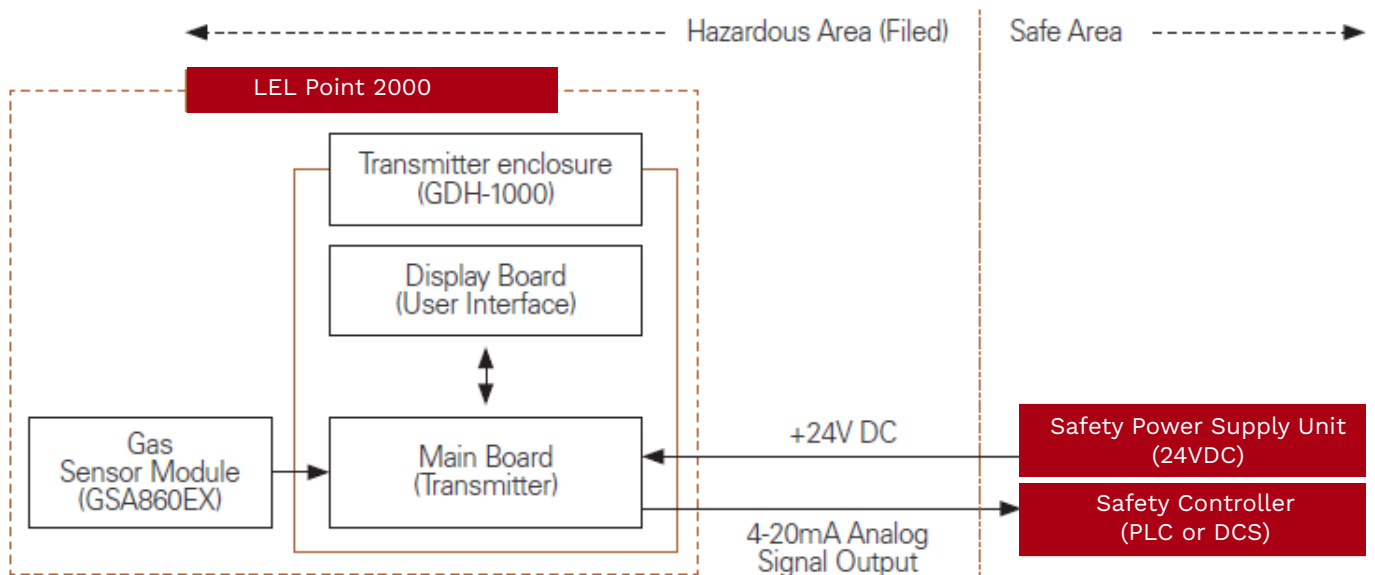 Hazardous Area (Filed)
Safe Area
LEL Point 2000
Transmitter enclosure
(GDH-1000)
Display Board
(User Interface)
Gas
Sensor Module
(GSA860EX)
Main Board
(Transmitter)
+24V DC
4-20mA Analog
Signal Output
Safety Power Supply Unit
(24VDC)
Safety Controller
(PLC or DCS)